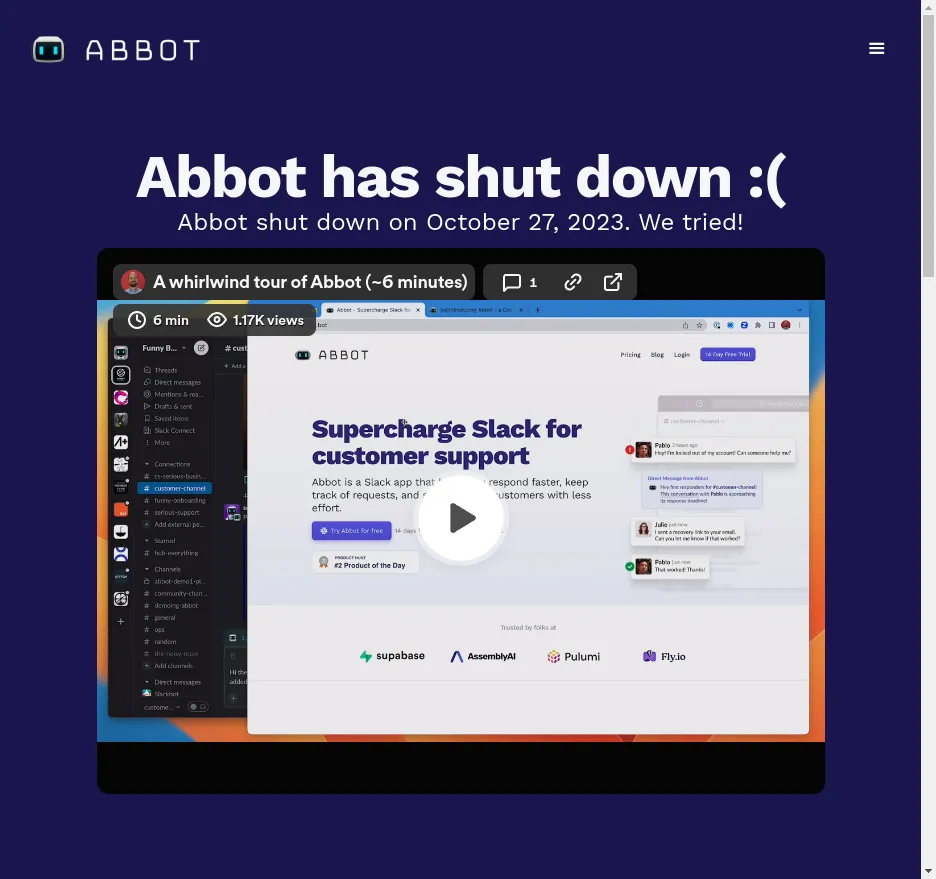 ABBOT
Abbot has shut down :(
Abbot shut down on October 27, 2023. We tried!
A whirlwind tour of Abbot (~6 minutes)
1
6 min
1.17K views
Abbot - Supercharge Slack for
Funny B...
# cust
+ Add a
Threads
Direct messages
Mentions & rea...
Drafts & sent
Saved items
Slack Connect
More
Connections
cs-serious-busin...
# customer-channel
# funny-onboarding
# serious-support
+ Add external pe...
Starred
# hub-everything
Channels
abbot-demo1-pi...
# community-chan...
# demoing-abbot
# general
# ops
# random
# the-noisy-room
+ Add channels
Direct messages
Slackbot
custome...
Hi the
added
ABBOT
Pricing
Blog
Login
14 Day Free Trial
Supercharge Slack for
customer support
Abbot is a Slack app that
respond faster, keep
track of requests, and
customers with less
effort.
Try Abbot for free
14 days
PRODUCT HUNT
#2 Product of the Day
# customer-channel
Pablo 2 hours ago
Hey! I'm locked out of my account! Can someone help me?
Direct Message from Abbot
Hey first responders for #customer-channel!
This conversation with Pablo is approaching
its response deadline!
Julie just now
I sent a recovery link to your email.
Can you let me know if that worked?
Pablo just now
That worked! Thanks!
Trusted by folks at
supabase
AssemblyAI
Pulumi
Fly.io